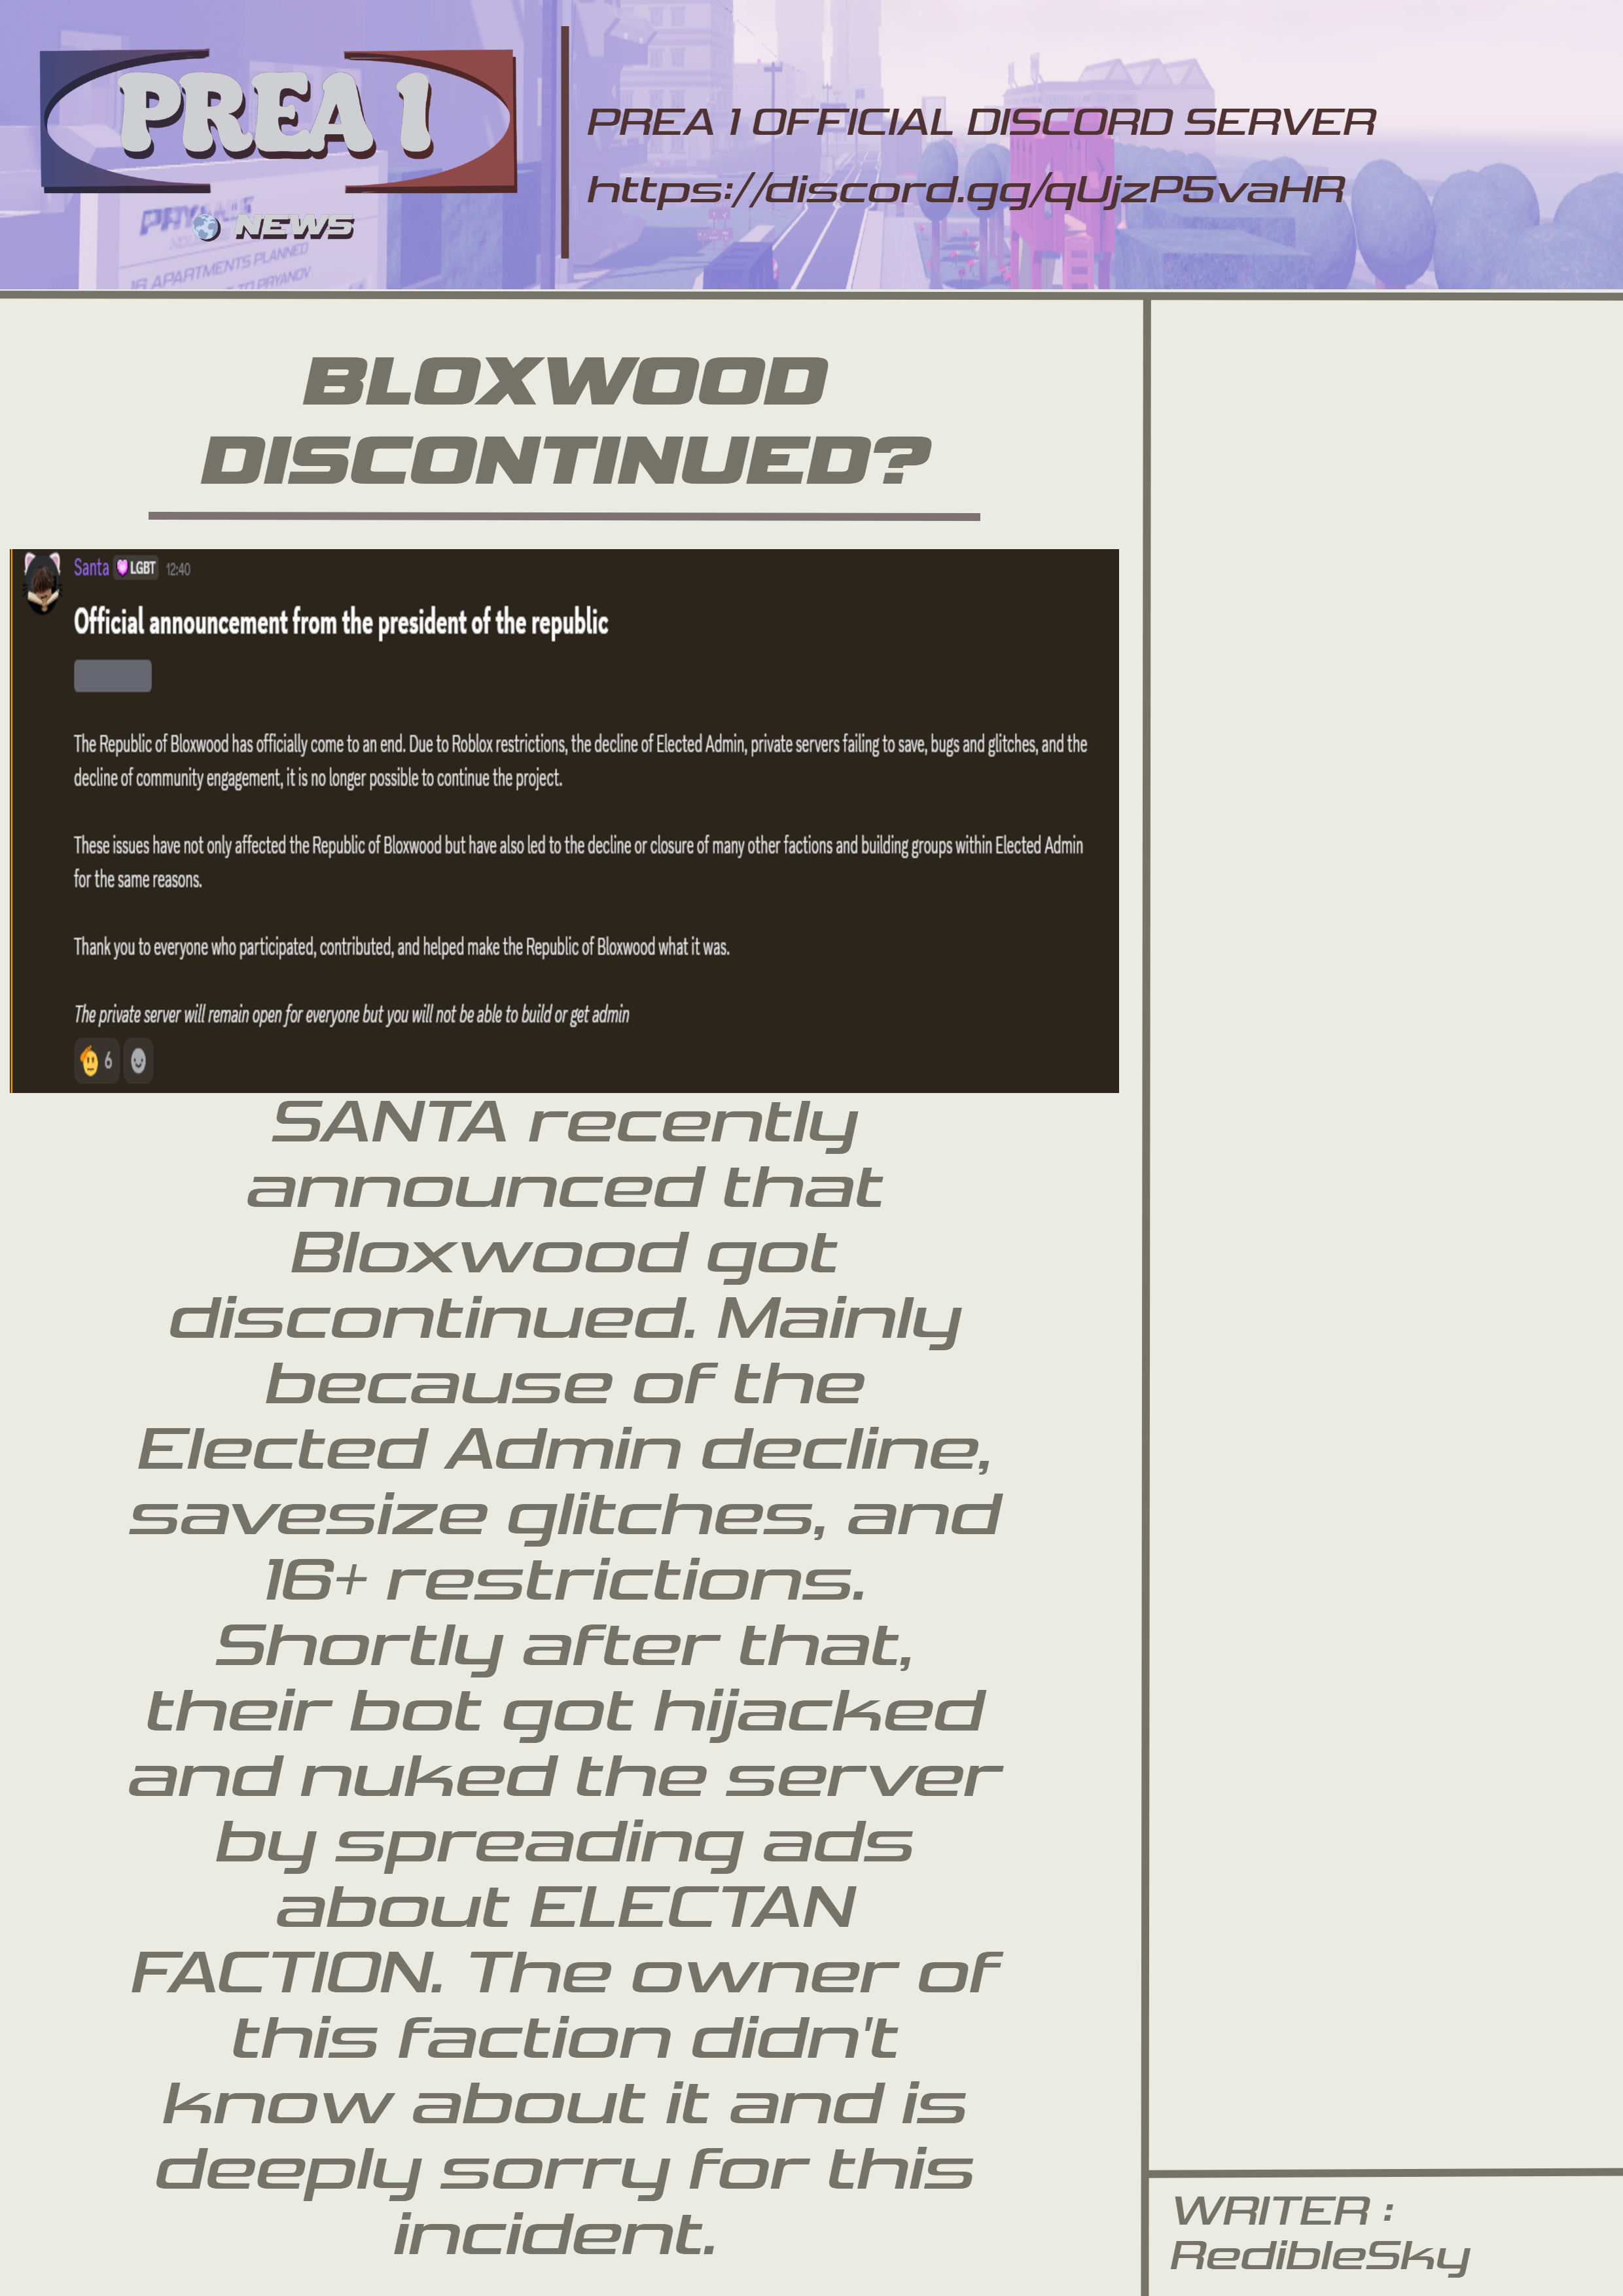 PREA 1
NEWS
PREA 1 OFFICIAL DISCORD SERVER
https://discord.gg/qUjzP5vaHR
18 APARTMENTS PLANNED
TO PRYANOV
BLOXWOOD
DISCONTINUED?
Santa LGBT 12:40
Official announcement from the president of the republic
The Republic of Bloxwood has officially come to an end. Due to Roblox restrictions, the decline of Elected Admin, private servers failing to save, bugs and glitches, and the
decline of community engagement, it is no longer possible to continue the project.
These issues have not only affected the Republic of Bloxwood but have also led to the decline or closure of many other factions and building groups within Elected Admin
for the same reasons.
Thank you to everyone who participated, contributed, and helped make the Republic of Bloxwood what it was.
The private server will remain open for everyone but you will not be able to build or get admin
6
SANTA recently
announced that
Bloxwood got
discontinued. Mainly
because of the
Elected Admin decline,
savesize glitches, and
16+ restrictions.
Shortly after that,
their bot got hijacked
and nuked the server
by spreading ads
about ELECTAN
FACTION. The owner of
this faction didn't
know about it and is
deeply sorry for this
incident.
WRITER :
RedibleSky